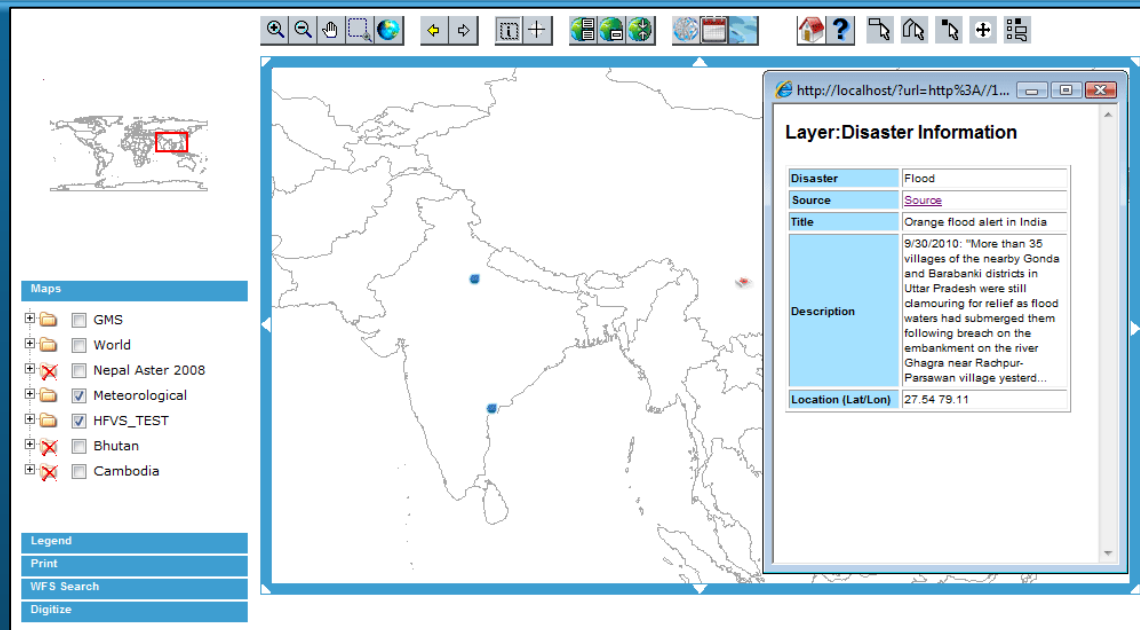 http://localhost/?url=http%3A//1...
Layer:Disaster Information
Disaster Flood
Source Source
Title Orange flood alert in India
Description
9/30/2010: "More than 35
villages of the nearby Gonda
and Barabanki districts in
Uttar Pradesh were still
clamouring for relief as flood
waters had submerged them
following breach on the
embankment on the river
Ghagra near Rachpur-
Parsawan village yesterd...
Location (Lat/Lon) 27.54 79.11
Maps
GMS
World
Nepal Aster 2008
Meteorological
HFVS_TEST
Bhutan
Cambodia
Legend
Print
WFS Search
Digitize